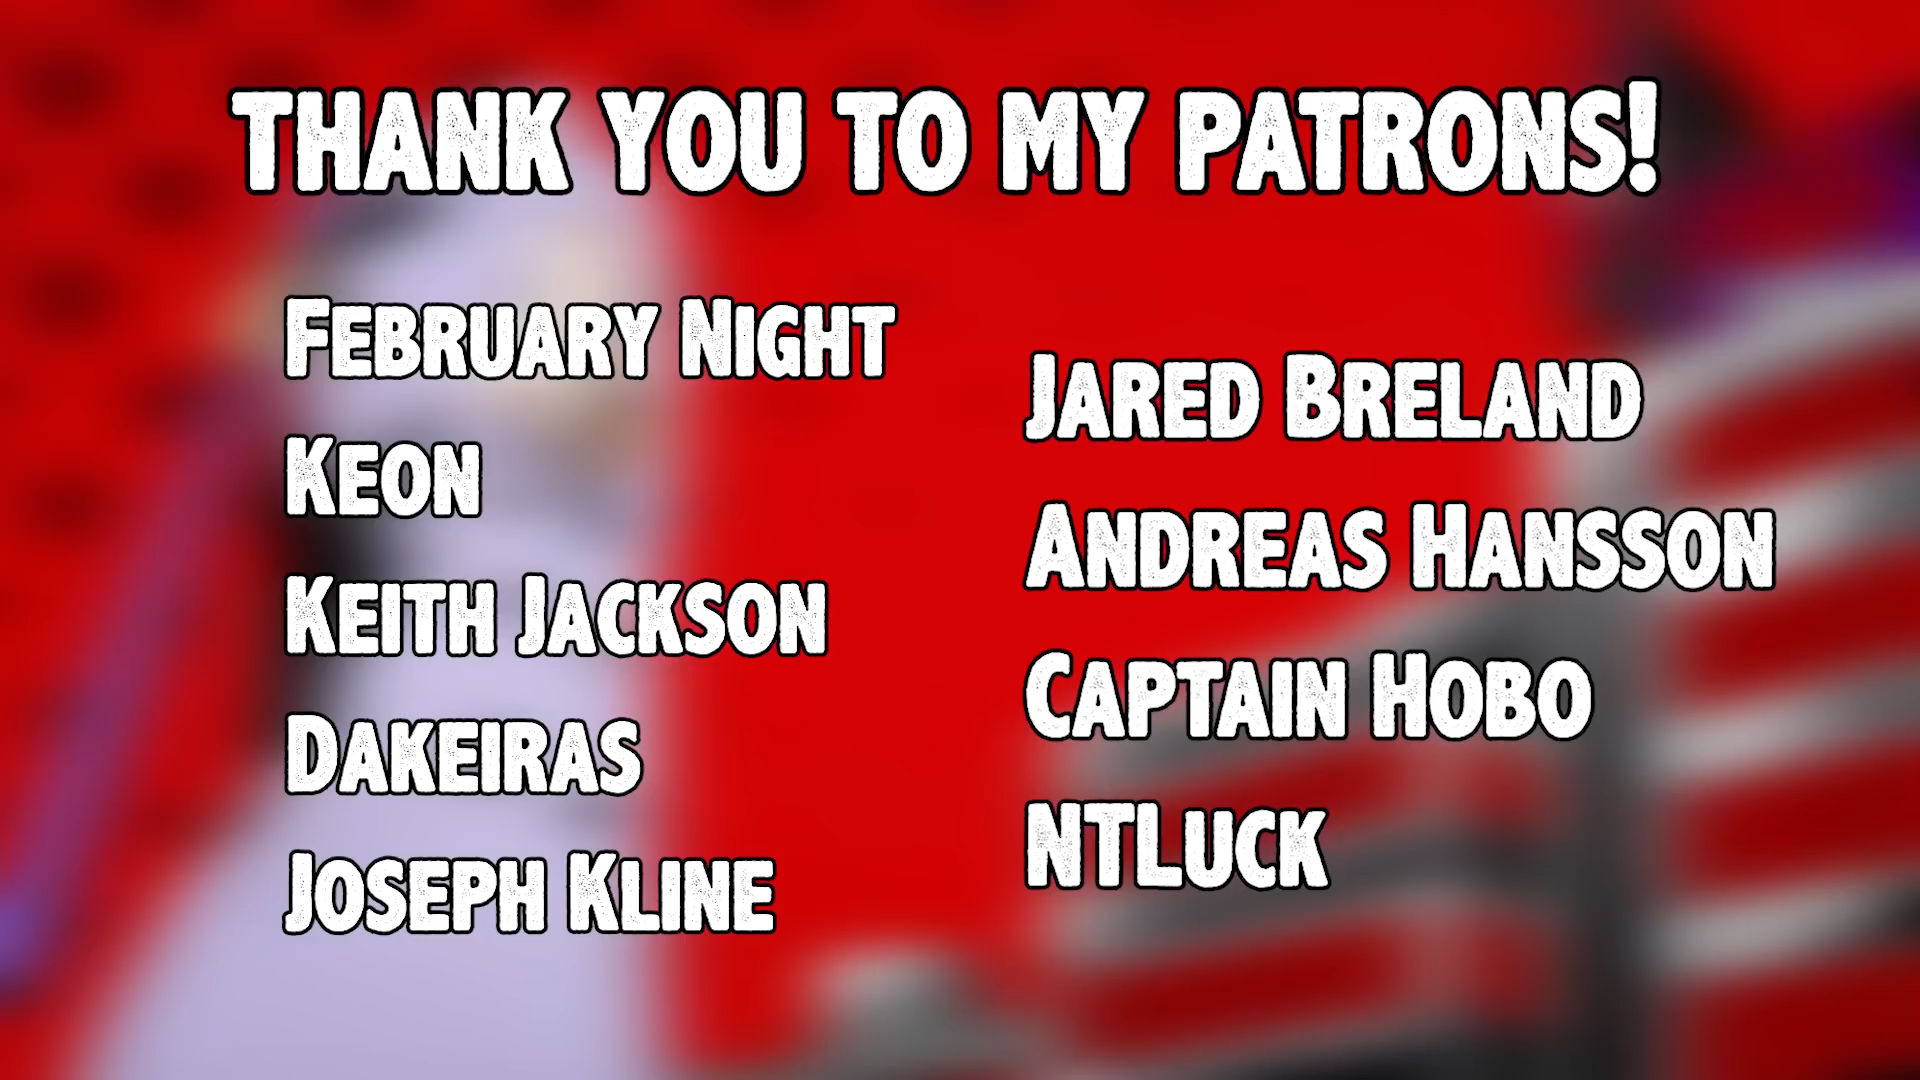 THANK YOU TO MY PATRONS!
FEBRUARY NIGHT
KEON
KEITH JACKSON
DAKEIRAS
JOSEPH KLINE
JARED BRELAND
ANDREAS HANSSON
CAPTAIN HOBO
NTLUCK